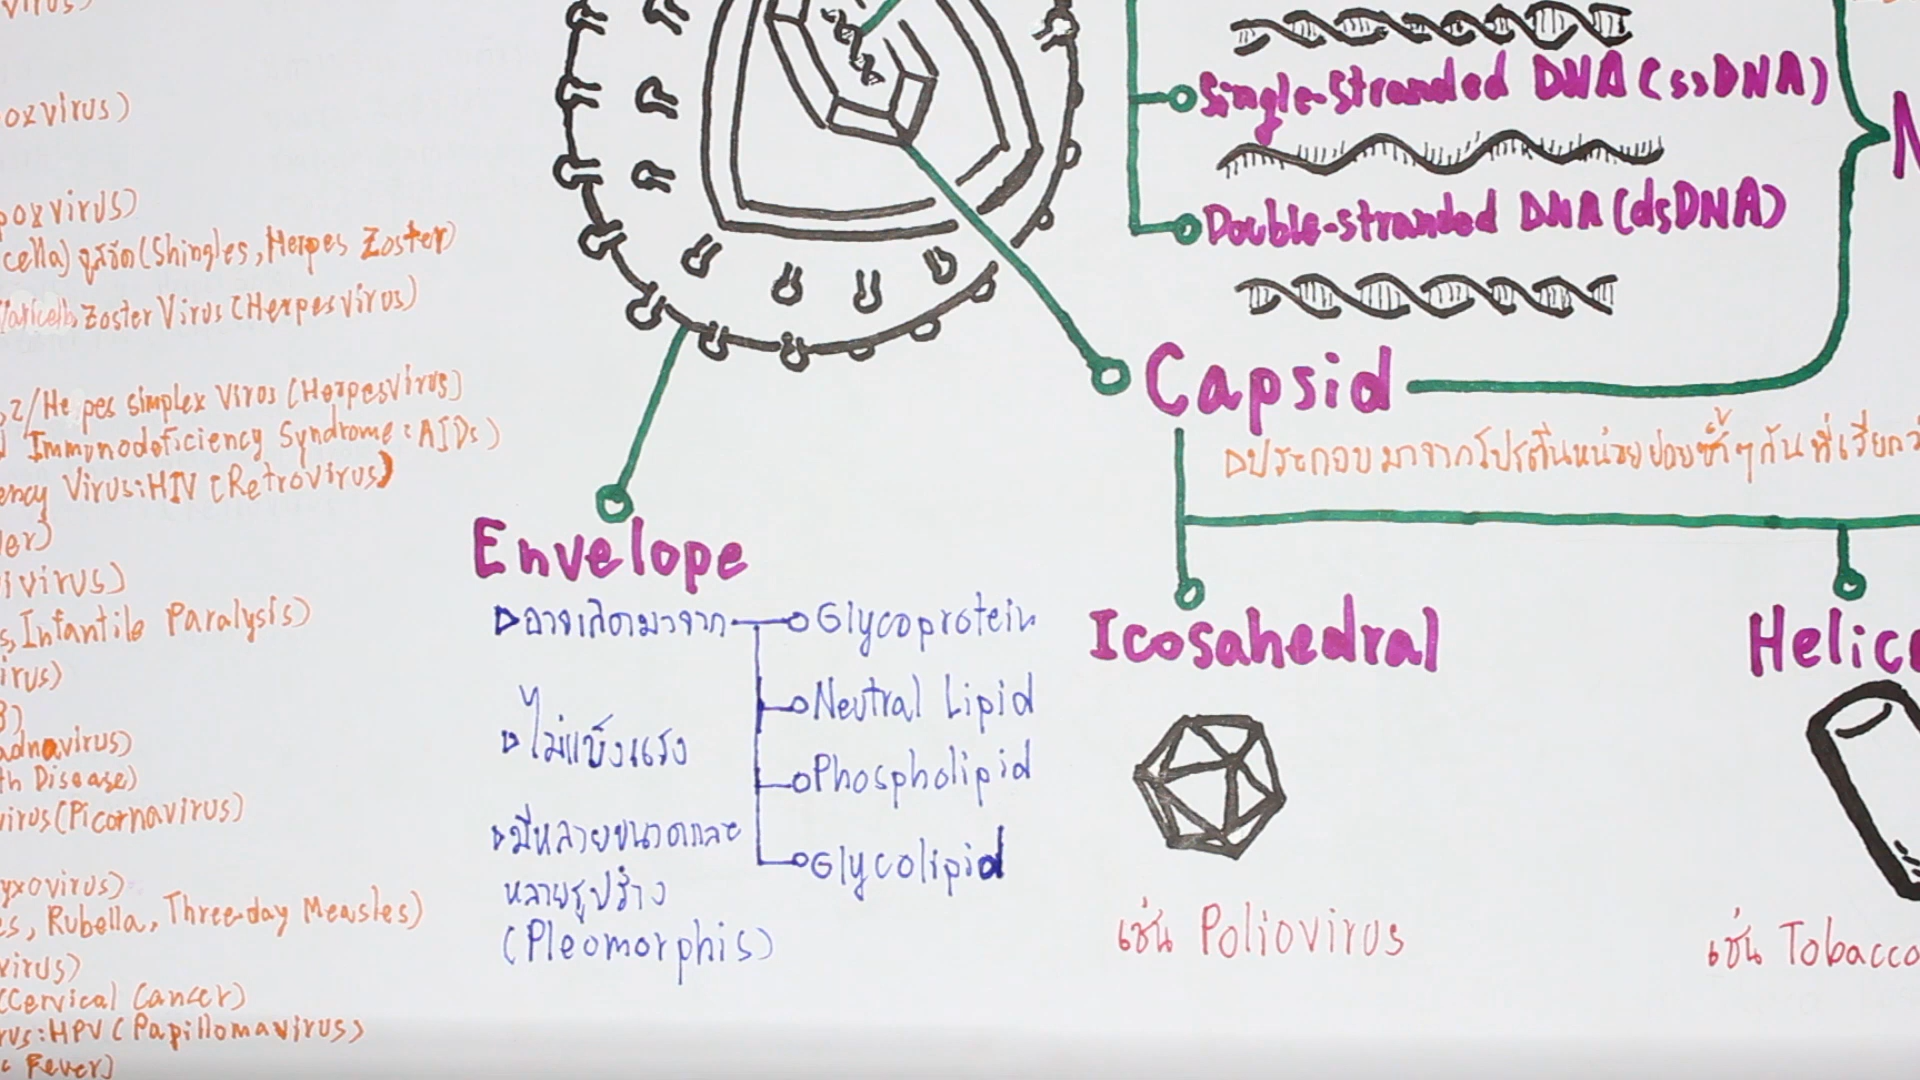 virus)
oxvirus)
poxvirus)
cella) งูสวัด (Shingles, Herpes Zoster)
Varicella Zoster Virus (Herpesvirus)
,2/He pes simplex Virus (Herpesvirus)
Immunodeficiency Syndrome : AIDs)
ency Virus:HIV (Retrovirus)
er)
ivirus)
s, Infantile Paralysis)
irus)
B)
adnavirus)
th Disease)
virus (Picornavirus)
yxovirus)
es, Rubella, Three-day Measles)
virus)
(Cervical Cancer)
rus:HPV (Papillomavirus)
c Fever)
Single-Stranded DNA (ssDNA)
Double-stranded DNA (dsDNA)
N
Capsid
ประกอบมาจากโปรตีนหน่วยย่อยซ้ำๆกันที่เรียกว่
Envelope
อาจเกิดมาจาก
Glycoprotein
Neutral Lipid
Phospholipid
Glycolipid
ไม่แข็งแรง
มีหลายขนาดและ
หลายรูปร่าง
(Pleomorphis)
Icosahedral
เช่น Poliovirus
Helic
เช่น Tobacco